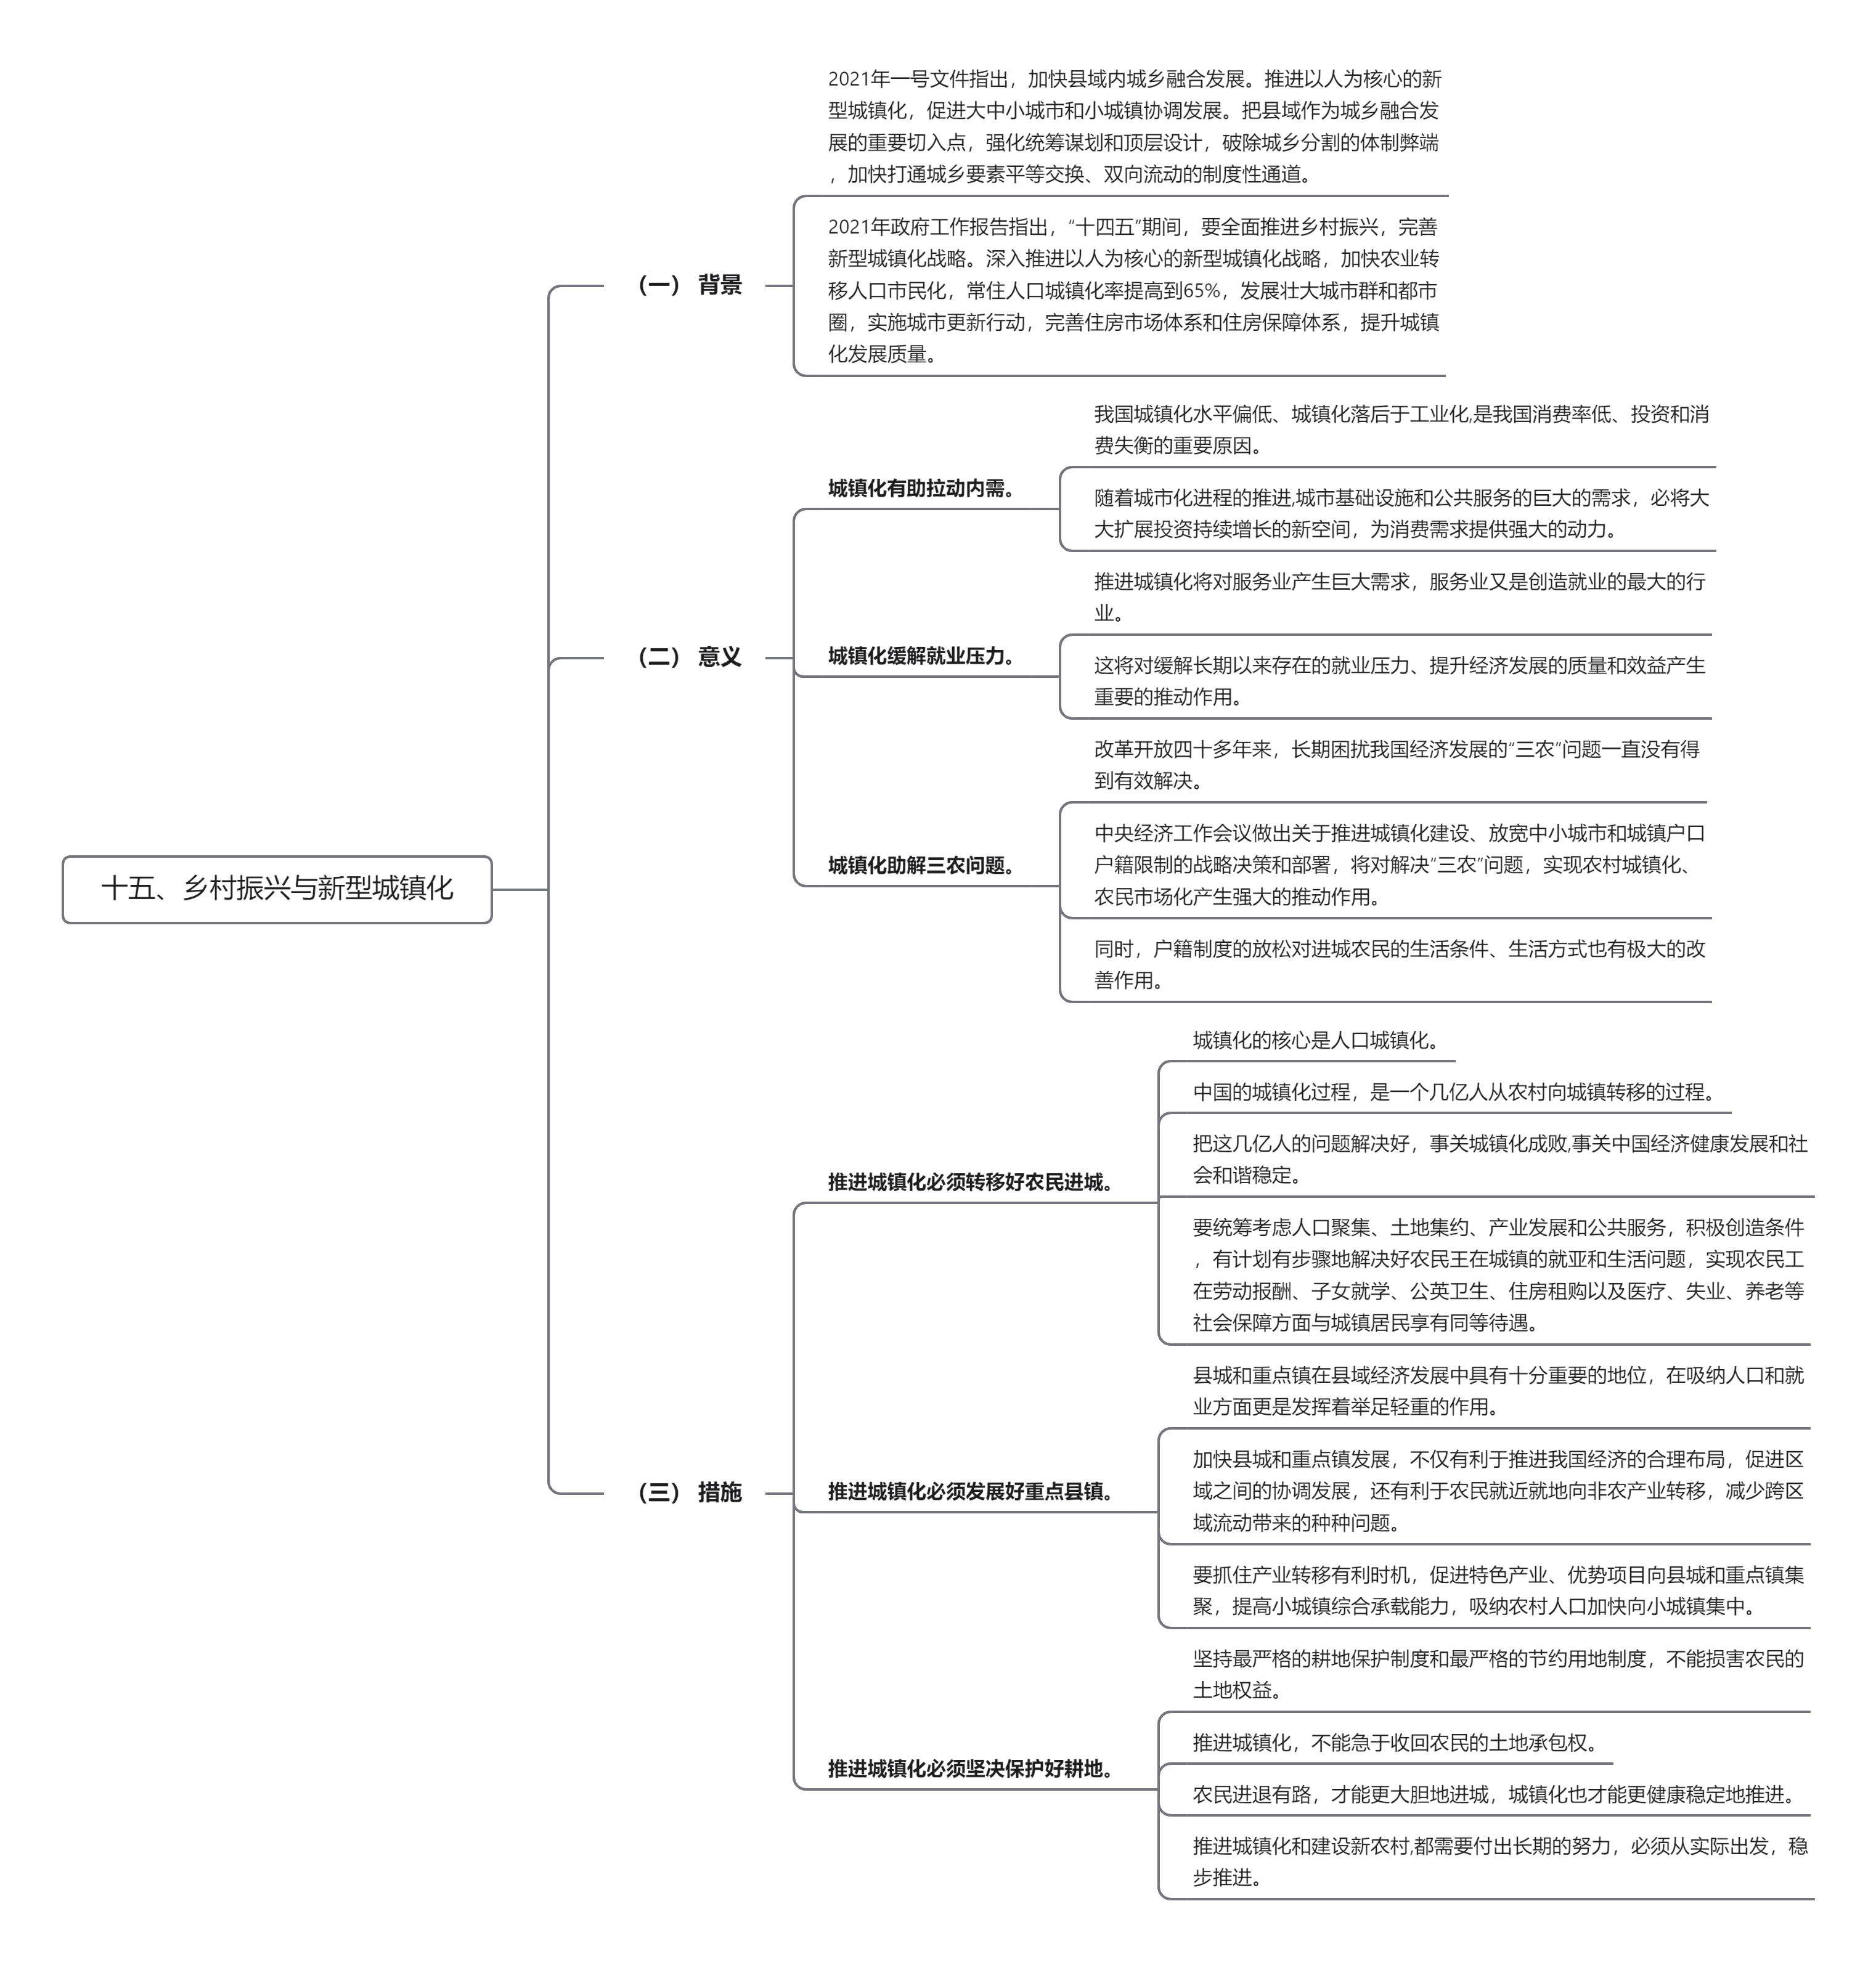 十五、乡村振兴与新型城镇化
（一） 背景
2021年一号文件指出，加快县域内城乡融合发展。推进以人为核心的新
型城镇化，促进大中小城市和小城镇协调发展。把县域作为城乡融合发
展的重要切入点，强化统筹谋划和顶层设计，破除城乡分割的体制弊端
，加快打通城乡要素平等交换、双向流动的制度性通道。
2021年政府工作报告指出，“十四五”期间，要全面推进乡村振兴，完善
新型城镇化战略。深入推进以人为核心的新型城镇化战略，加快农业转
移人口市民化，常住人口城镇化率提高到65%，发展壮大城市群和都市
圈，实施城市更新行动，完善住房市场体系和住房保障体系，提升城镇
化发展质量。
（二） 意义
城镇化有助拉动内需。
我国城镇化水平偏低、城镇化落后于工业化,是我国消费率低、投资和消
费失衡的重要原因。
随着城市化进程的推进,城市基础设施和公共服务的巨大的需求，必将大
大扩展投资持续增长的新空间，为消费需求提供强大的动力。
城镇化缓解就业压力。
推进城镇化将对服务业产生巨大需求，服务业又是创造就业的最大的行
业。
这将对缓解长期以来存在的就业压力、提升经济发展的质量和效益产生
重要的推动作用。
城镇化助解三农问题。
改革开放四十多年来，长期困扰我国经济发展的“三农”问题一直没有得
到有效解决。
中央经济工作会议做出关于推进城镇化建设、放宽中小城市和城镇户口
户籍限制的战略决策和部署，将对解决“三农”问题，实现农村城镇化、
农民市场化产生强大的推动作用。
同时，户籍制度的放松对进城农民的生活条件、生活方式也有极大的改
善作用。
（三） 措施
推进城镇化必须转移好农民进城。
城镇化的核心是人口城镇化。
中国的城镇化过程，是一个几亿人从农村向城镇转移的过程。
把这几亿人的问题解决好，事关城镇化成败,事关中国经济健康发展和社
会和谐稳定。
要统筹考虑人口聚集、土地集约、产业发展和公共服务，积极创造条件
，有计划有步骤地解决好农民王在城镇的就亚和生活问题，实现农民工
在劳动报酬、子女就学、公英卫生、住房租购以及医疗、失业、养老等
社会保障方面与城镇居民享有同等待遇。
推进城镇化必须发展好重点县镇。
县城和重点镇在县域经济发展中具有十分重要的地位，在吸纳人口和就
业方面更是发挥着举足轻重的作用。
加快县城和重点镇发展，不仅有利于推进我国经济的合理布局，促进区
域之间的协调发展，还有利于农民就近就地向非农产业转移，减少跨区
域流动带来的种种问题。
要抓住产业转移有利时机，促进特色产业、优势项目向县城和重点镇集
聚，提高小城镇综合承载能力，吸纳农村人口加快向小城镇集中。
推进城镇化必须坚决保护好耕地。
坚持最严格的耕地保护制度和最严格的节约用地制度，不能损害农民的
土地权益。
推进城镇化，不能急于收回农民的土地承包权。
农民进退有路，才能更大胆地进城，城镇化也才能更健康稳定地推进。
推进城镇化和建设新农村,都需要付出长期的努力，必须从实际出发，稳
步推进。